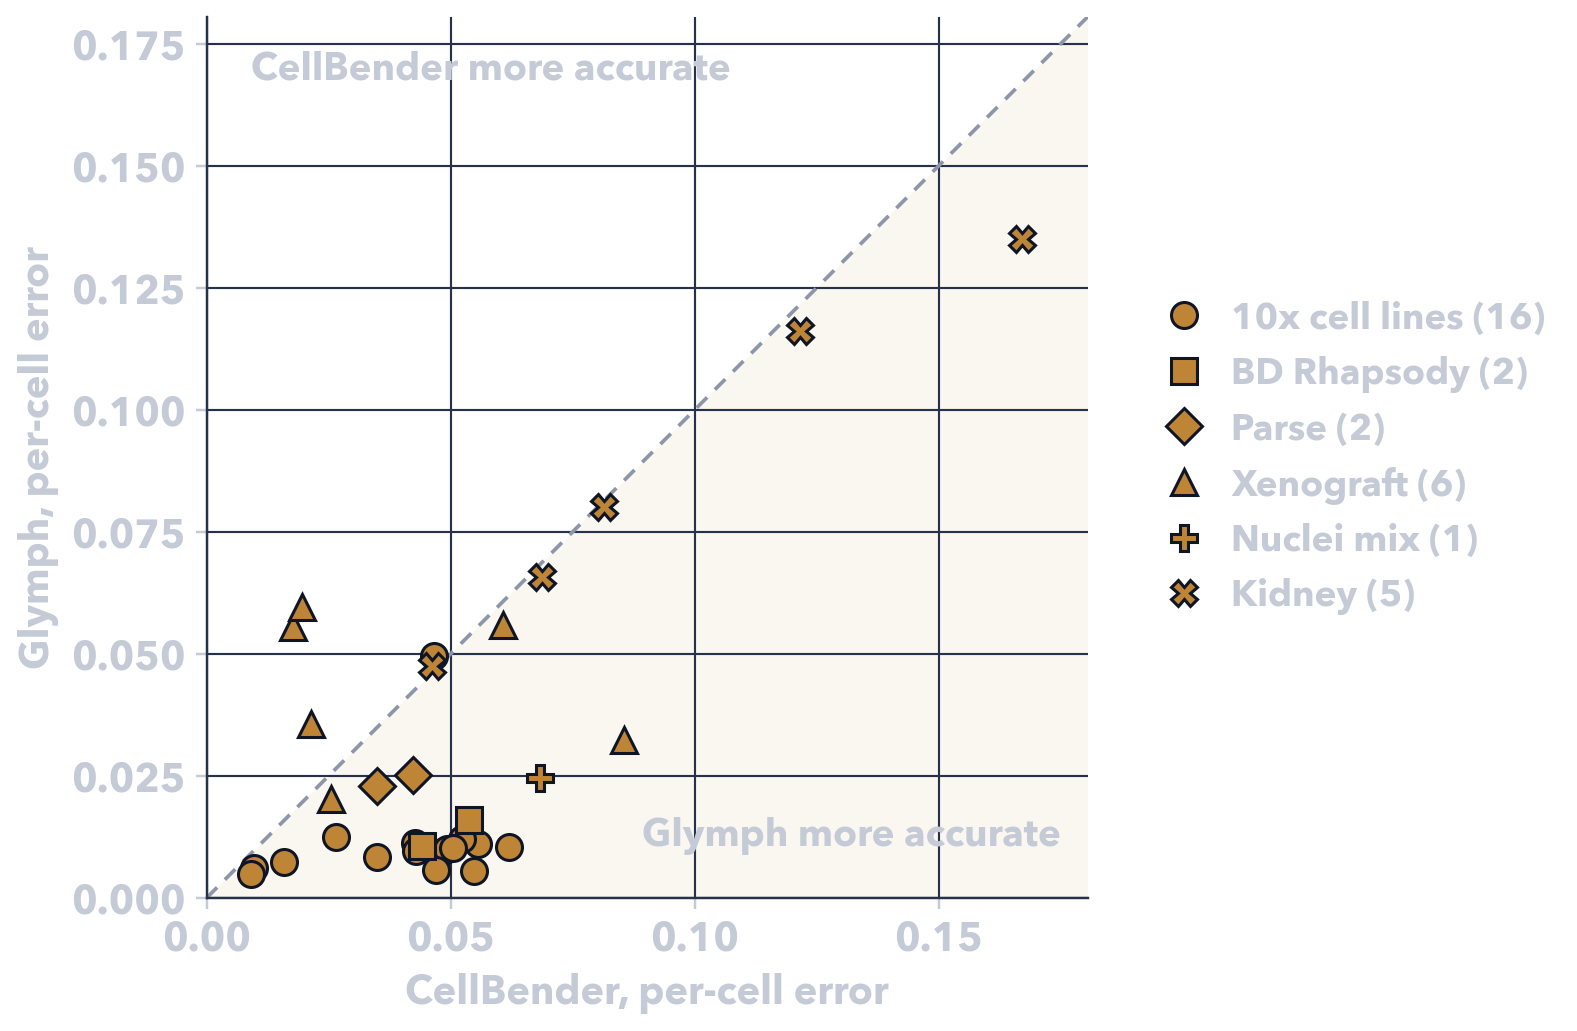 0.175
CellBender more accurate
0.150
0.125
0.100
0.075
0.050
0.025
0.000
Glymph, per-cell error
Glymph more accurate
0.00
0.05
0.10
0.15
CellBender, per-cell error
10x cell lines (16)
BD Rhapsody (2)
Parse (2)
Xenograft (6)
Nuclei mix (1)
Kidney (5)